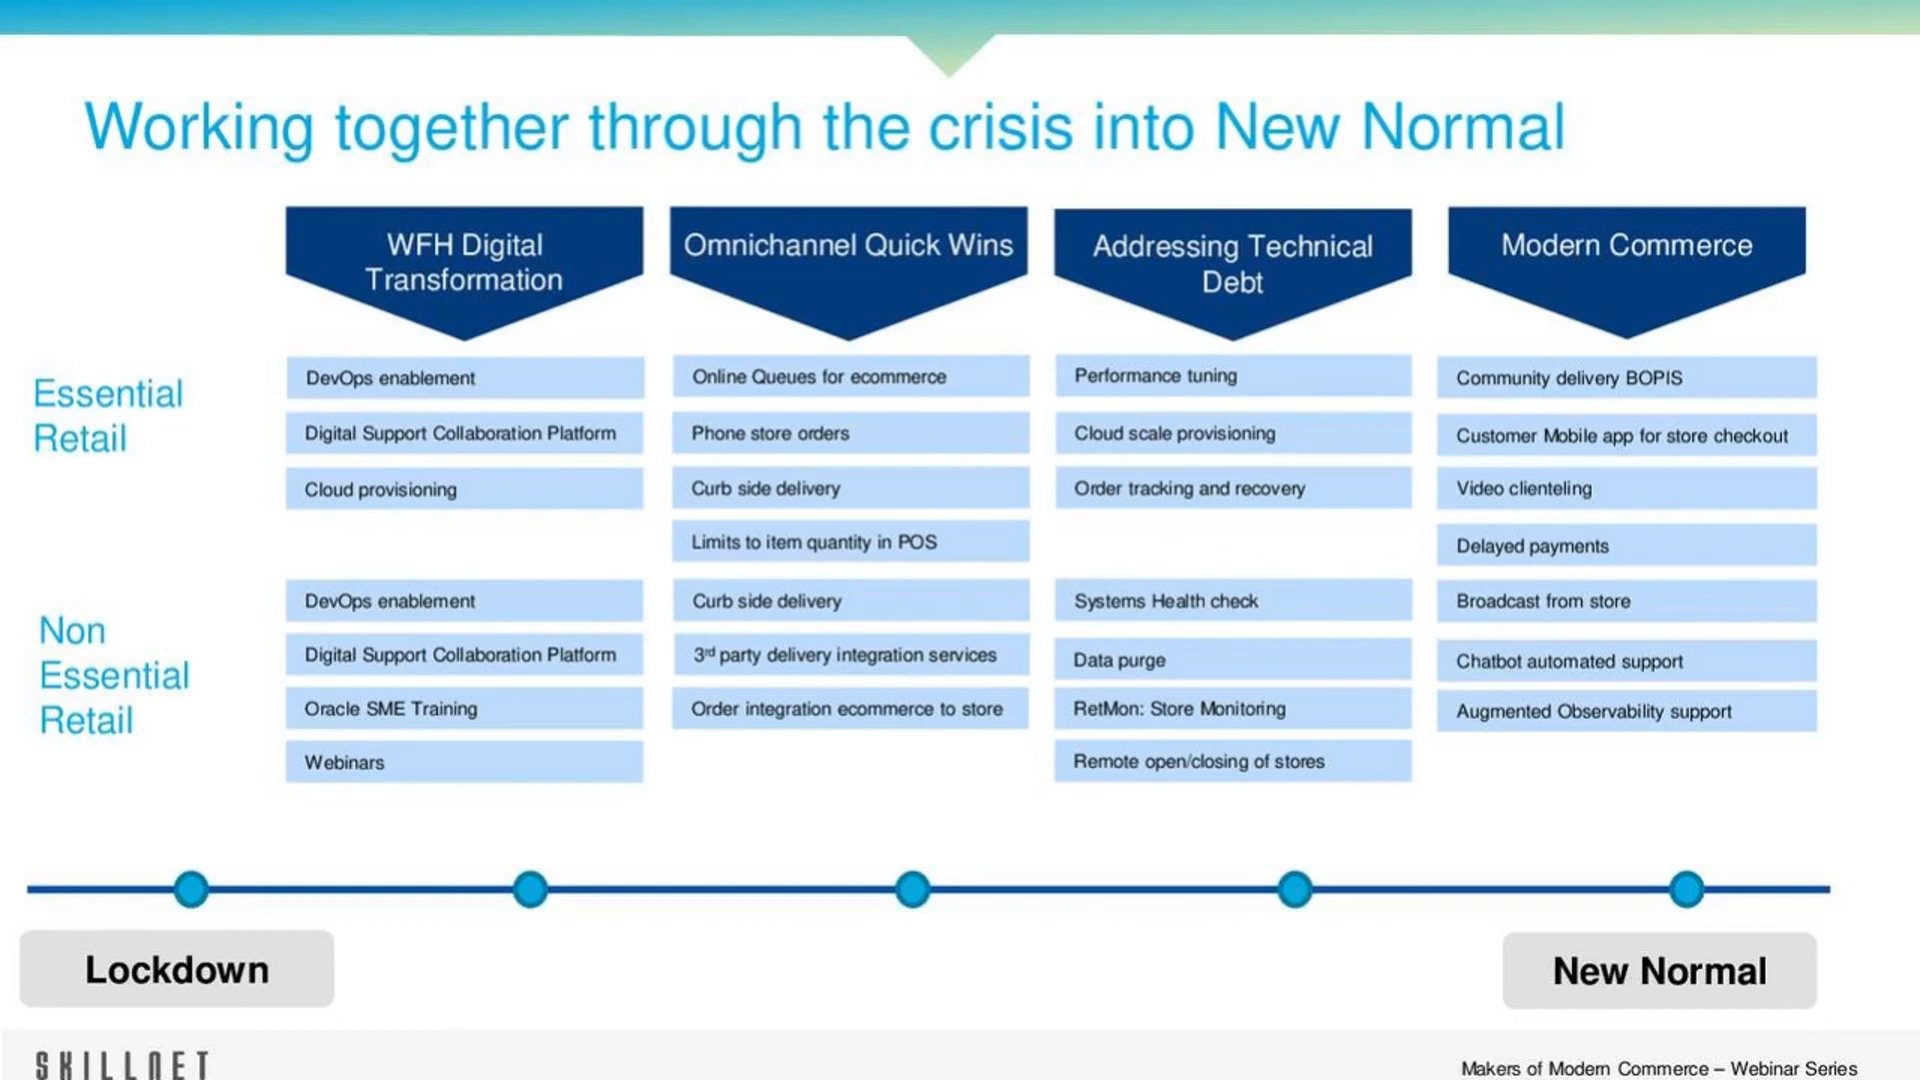 Working together through the crisis into New Normal
WFH Digital
Transformation
Omnichannel Quick Wins
Addressing Technical
Debt
Modern Commerce
Essential
Retail
DevOps enablement
Digital Support Collaboration Platform
Cloud provisioning
Online Queues for ecommerce
Phone store orders
Curb side delivery
Limits to item quantity in POS
Performance tuning
Cloud scale provisioning
Order tracking and recovery
Community delivery BOPIS
Customer Mobile app for store checkout
Video clienteling
Delayed payments
Non
Essential
Retail
DevOps enablement
Digital Support Collaboration Platform
Oracle SME Training
Webinars
Curb side delivery
3rd party delivery integration services
Order integration ecommerce to store
Systems Health check
Data purge
RetMon: Store Monitoring
Remote open/closing of stores
Broadcast from store
Chatbot automated support
Augmented Observability support
Lockdown
New Normal
SKILLNET
Makers of Modern Commerce – Webinar Series